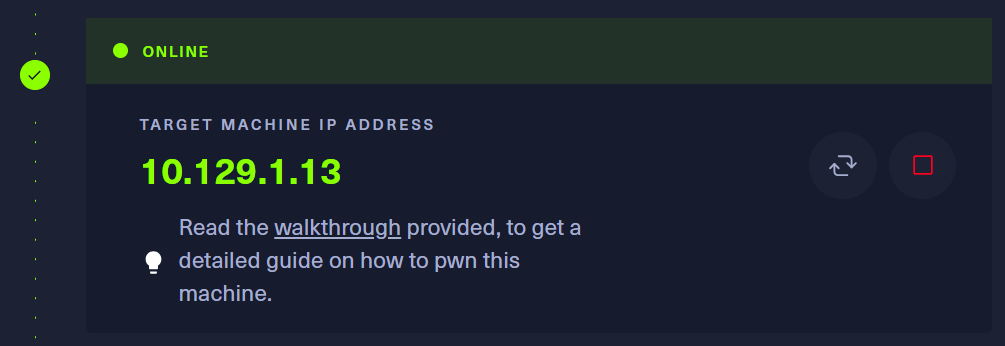 ONLINE
TARGET MACHINE IP ADDRESS
10.129.1.13
Read the walkthrough provided, to get a
detailed guide on how to pwn this
machine.